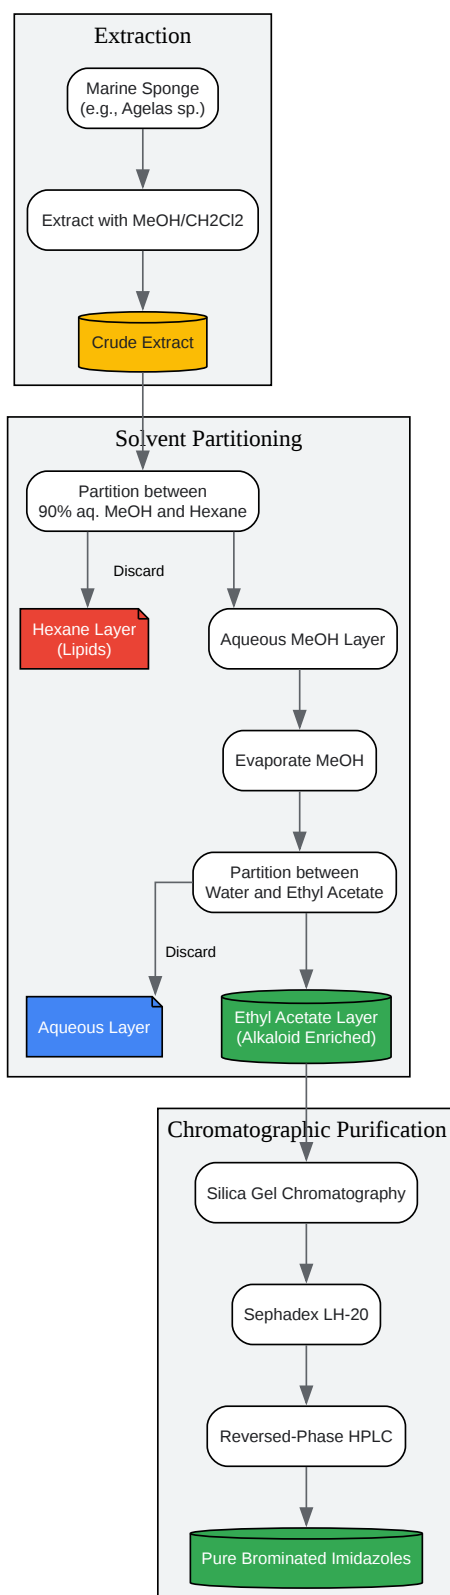 Extraction
Marine Sponge
(e.g., Agelas sp.)
Extract with MeOH/CH2Cl2
Crude Extract
Solvent Partitioning
Partition between
90% aq. MeOH and Hexane
Discard
Hexane Layer
(Lipids)
Aqueous MeOH Layer
Evaporate MeOH
Partition between
Water and Ethyl Acetate
Discard
Aqueous Layer
Ethyl Acetate Layer
(Alkaloid Enriched)
Chromatographic Purification
Silica Gel Chromatography
Sephadex LH-20
Reversed-Phase HPLC
Pure Brominated Imidazoles